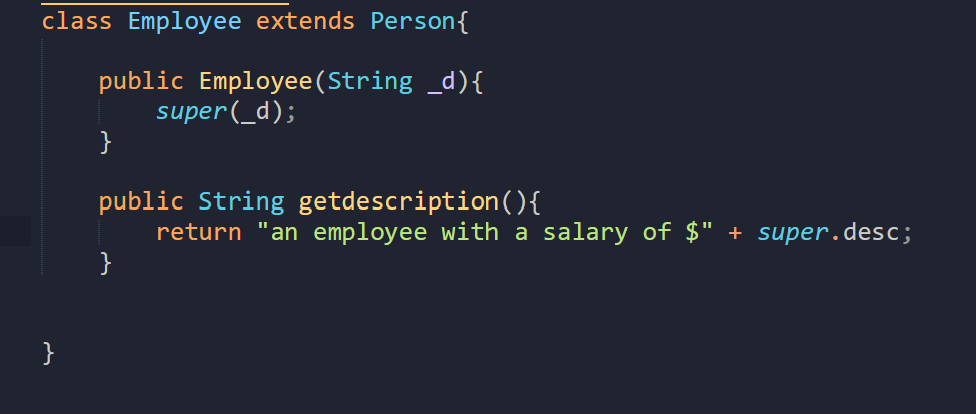 class Employee extends Person{
public Employee(String _d){
super(_d);
}
public String getdescription(){
return "an employee with a salary of $" + super.desc;
}
}